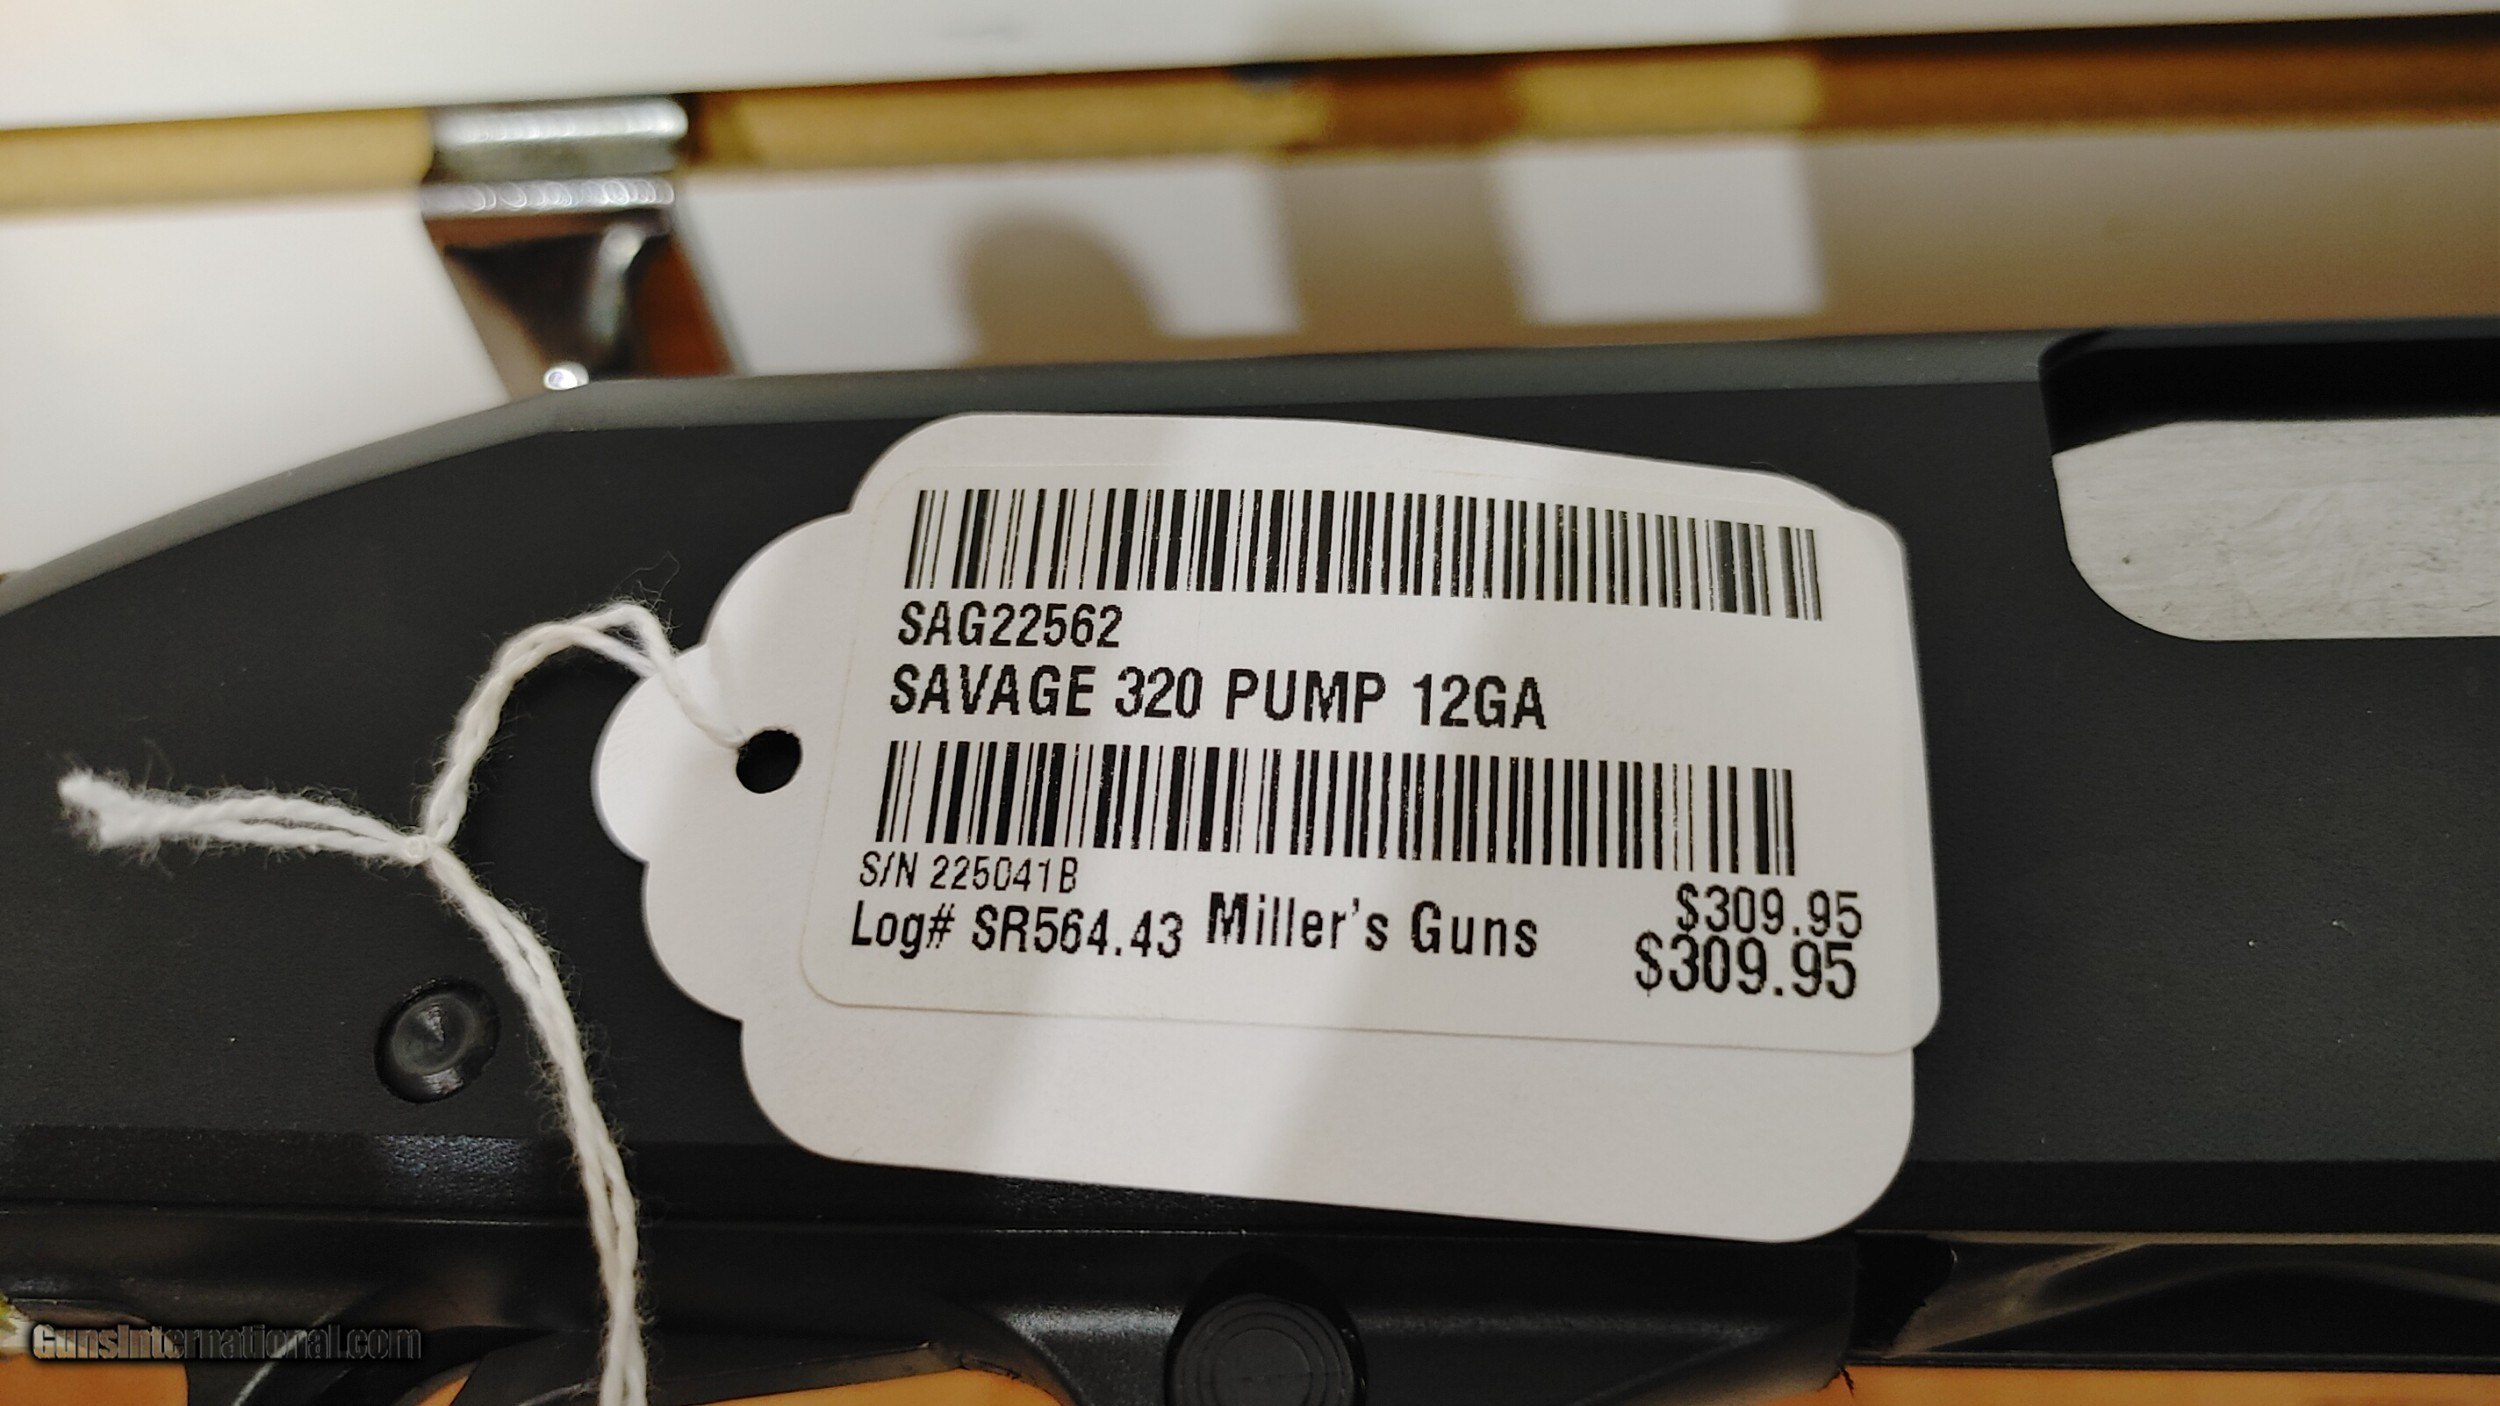 SAG22562
SAVAGE 320 PUMP 12GA
S/N 225041B
Log# SR564.43 Miller's Guns
$309.95
$309.95
GunsInternational.com